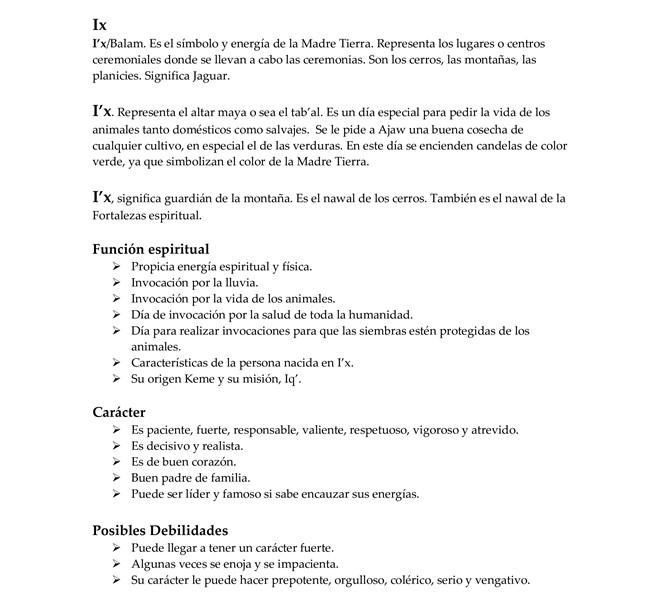 Ix
I’x/Balam. Es el símbolo y energía de la Madre Tierra. Representa los lugares o centros
ceremoniales donde se llevan a cabo las ceremonias. Son los cerros, las montañas, las
planicies. Significa Jaguar.
I’x. Representa el altar maya o sea el tab’al. Es un día especial para pedir la vida de los
animales tanto domésticos como salvajes. Se le pide a Ajaw una buena cosecha de
cualquier cultivo, en especial el de las verduras. En este día se encienden candelas de color
verde, ya que simbolizan el color de la Madre Tierra.
I’x, significa guardián de la montaña. Es el nawal de los cerros. También es el nawal de la
Fortalezas espiritual.
Función espiritual
➢ Propicia energía espiritual y física.
➢ Invocación por la lluvia.
➢ Invocación por la vida de los animales.
➢ Día de invocación por la salud de toda la humanidad.
➢ Día para realizar invocaciones para que las siembras estén protegidas de los
animales.
➢ Características de la persona nacida en I’x.
➢ Su origen Keme y su misión, Iq’.
Carácter
➢ Es paciente, fuerte, responsable, valiente, respetuoso, vigoroso y atrevido.
➢ Es decisivo y realista.
➢ Es de buen corazón.
➢ Buen padre de familia.
➢ Puede ser líder y famoso si sabe encauzar sus energías.
Posibles Debilidades
➢ Puede llegar a tener un carácter fuerte.
➢ Algunas veces se enoja y se impacienta.
➢ Su carácter le puede hacer prepotente, orgulloso, colérico, serio y vengativo.